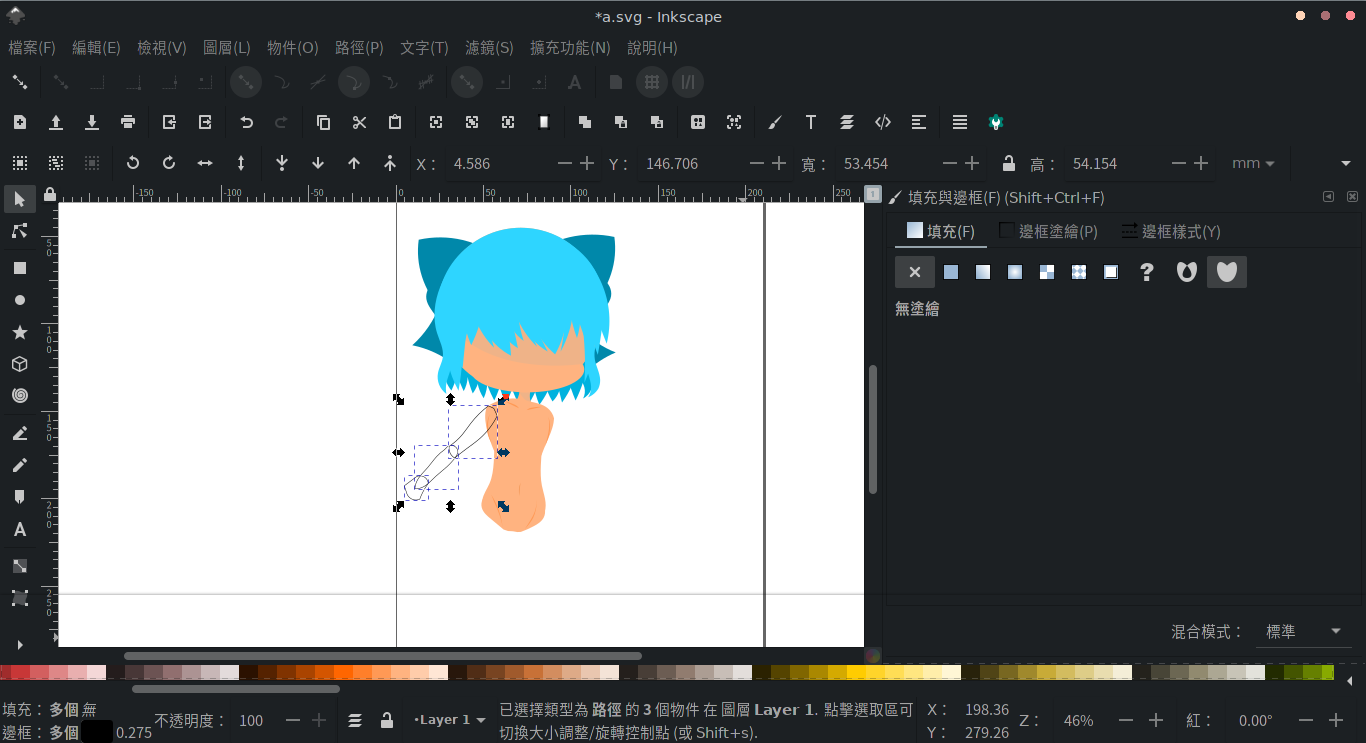 *a.svg - Inkscape
檔案(F) 編輯(E) 檢視(V) 圖層(L) 物件(O) 路徑(P) 文字(T) 濾鏡(S) 擴充功能(N) 說明(H)
X： 4.586 Y： 146.706 寬： 53.454 高： 54.154 mm
-150 -100 -50 0 50 100 150 200 250 1
50
100
150
200
250
填充與邊框(F) (Shift+Ctrl+F)
填充(F) 邊框塗繪(P) 邊框樣式(Y)
無塗繪
混合模式： 標準
填充：多個 無
邊框：多個 0.275
不透明度： 100
•Layer 1
已選擇類型為 路徑 的 3 個物件 在 圖層 Layer 1. 點擊選取區可
切換大小調整/旋轉控制點 (或 Shift+s).
X： 198.36
Y： 279.26
Z： 46% 紅： 0.00°